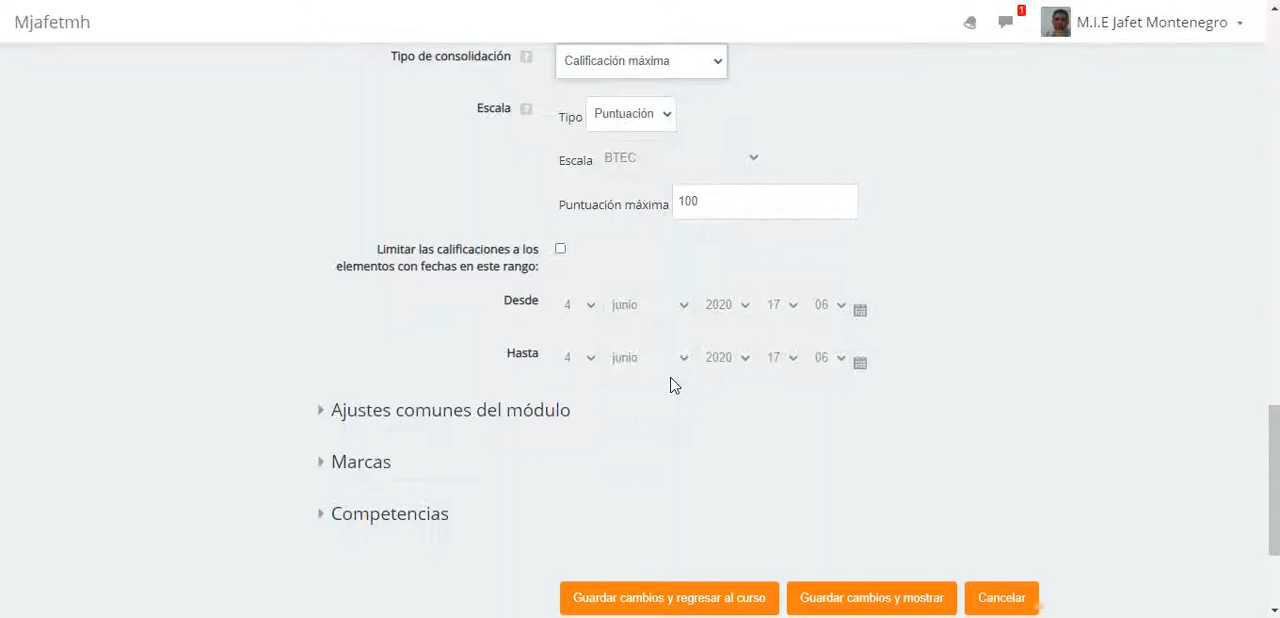 Mjafetmh
1
M.I.E Jafet Montenegro
Tipo de consolidación ? Calificación máxima
Escala ? Tipo Puntuación
Escala BTEC
Puntuación máxima 100
Limitar las calificaciones a los
elementos con fechas en este rango:
Desde 4 junio 2020 17 06
Hasta 4 junio 2020 17 06
Ajustes comunes del módulo
Marcas
Competencias
Guardar cambios y regresar al curso Guardar cambios y mostrar Cancelar